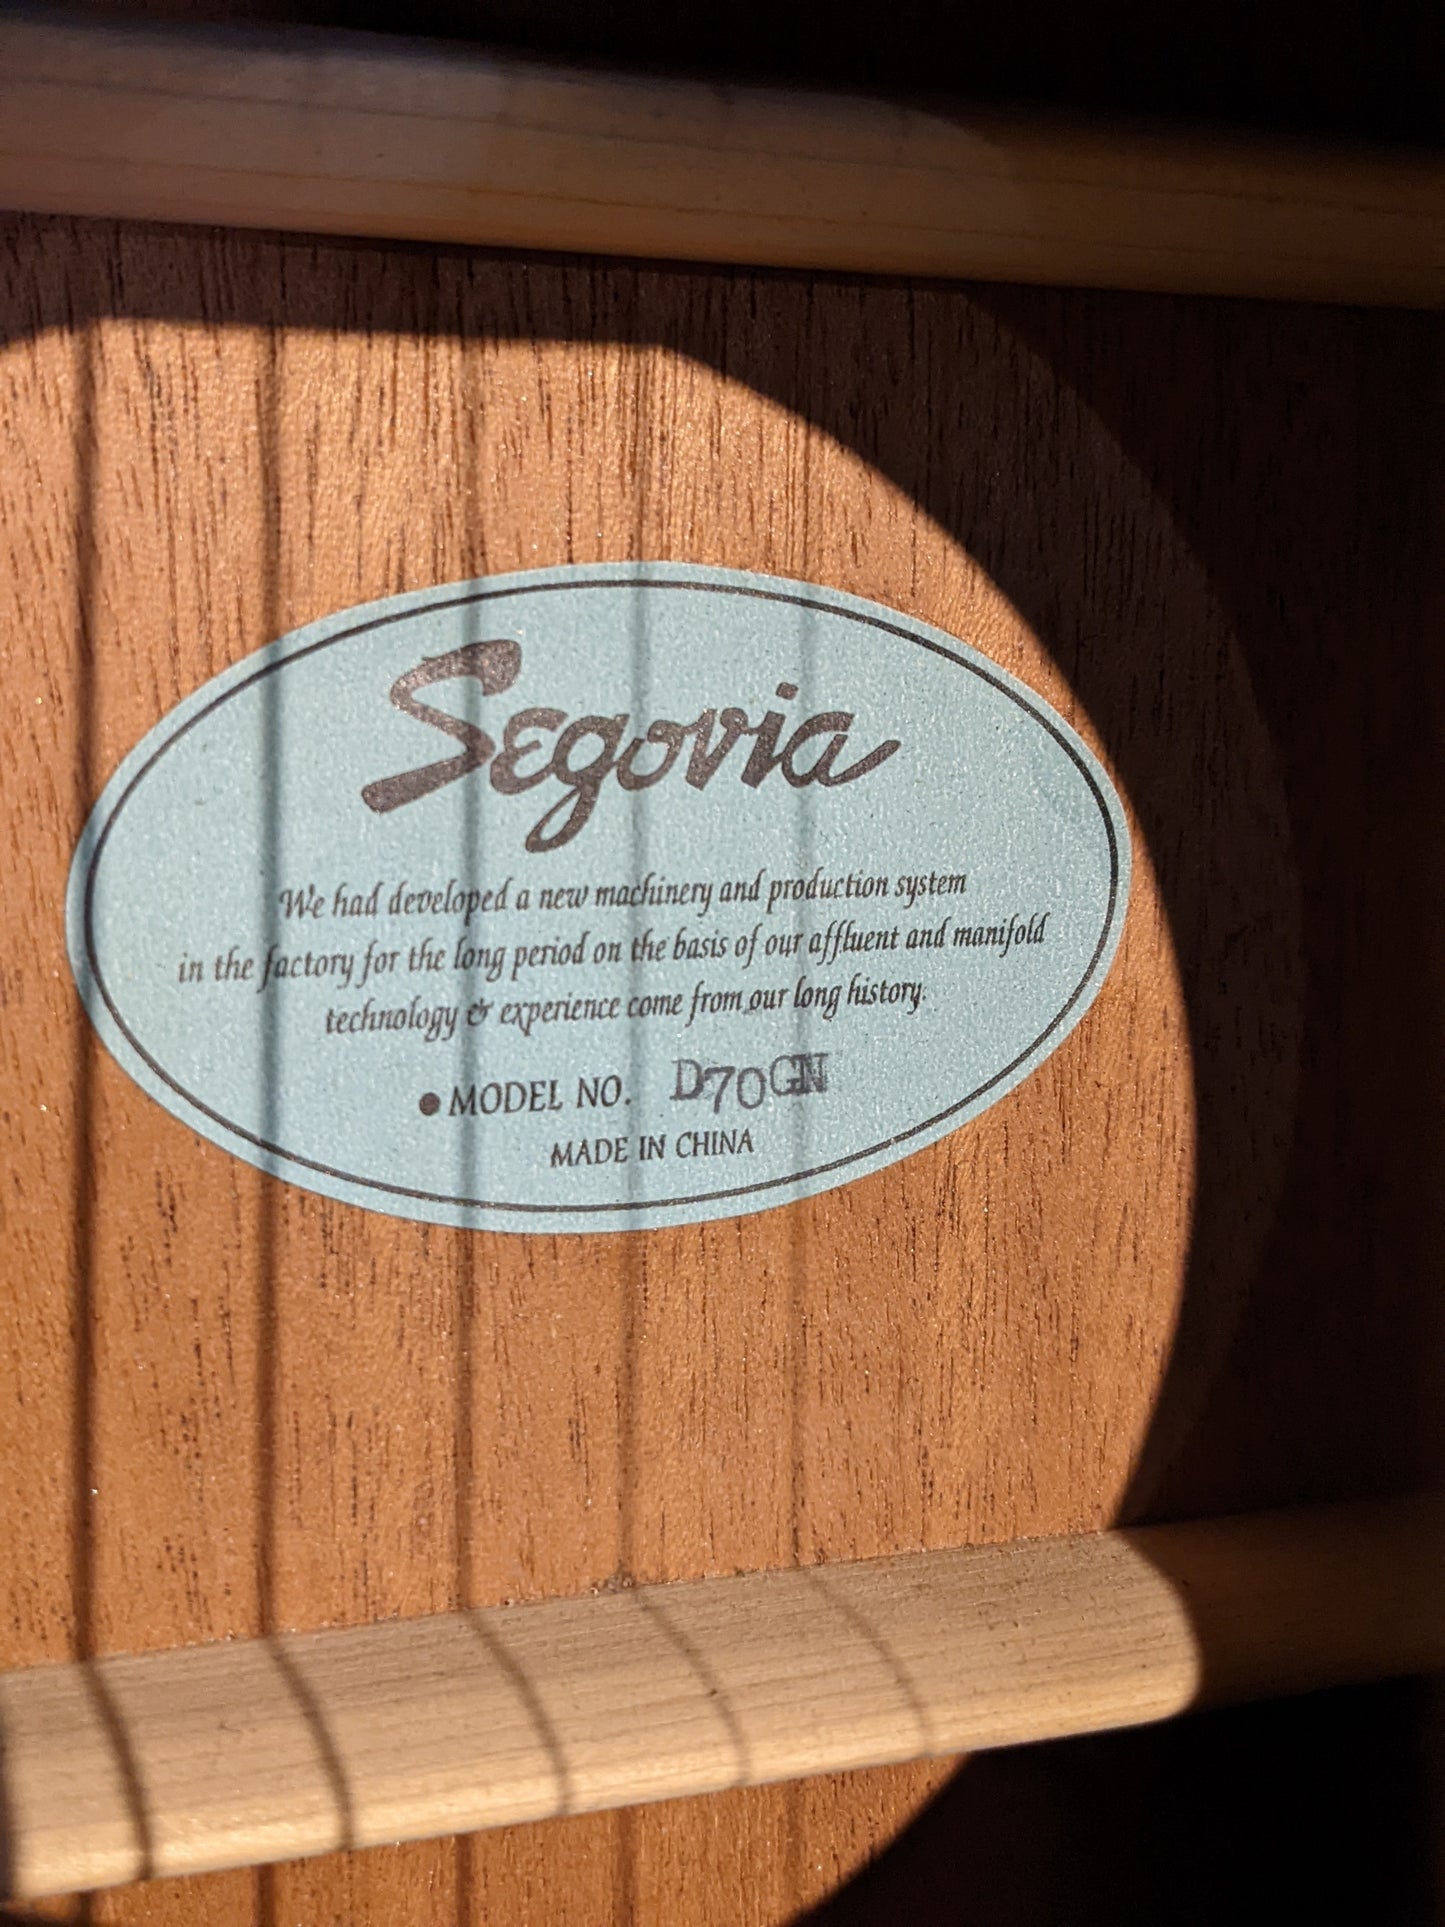 Segovia
We had developed a new machinery and production system
in the factory for the long period on the basis of our affluent and manifold
technology & experience come from our long history.
● MODEL NO. D70GN
MADE IN CHINA